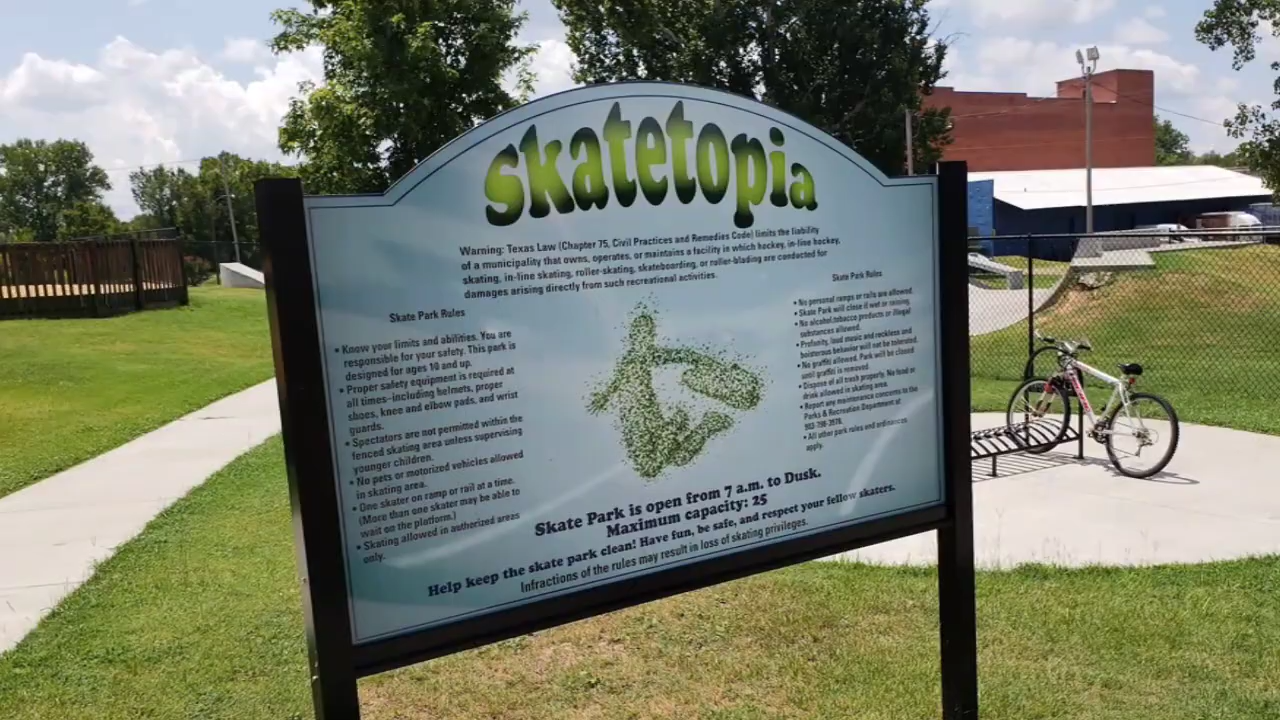 skatetopia
Warning: Texas Law (Chapter 75, Civil Practices and Remedies Code) limits the liability
of a municipality that owns, operates, or maintains a facility in which hockey, in-line hockey,
skating, in-line skating, roller-skating, skateboarding, or roller-blading are conducted for
damages arising directly from such recreational activities.
Skate Park Rules
• Know your limits and abilities. You are
responsible for your safety. This park is
designed for ages 10 and up.
• Proper safety equipment is required at
all times–including helmets, proper
shoes, knee and elbow pads, and wrist
guards.
• Spectators are not permitted within the
fenced skating area unless supervising
younger children.
• No pets or motorized vehicles allowed
in skating area.
• One skater on ramp or rail at a time.
(More than one skater may be able to
wait on the platform.)
• Skating allowed in authorized areas
only.
Skate Park Rules
• No personal ramps or rails are allowed.
• Skate Park will close if wet or raining.
• No alcohol,tobacco products or illegal
substances allowed.
• Profanity, loud music and reckless and
boisterous behavior will not be tolerated.
• No graffiti allowed. Park will be closed
until graffiti is removed.
• Dispose of all trash properly. No food or
drink allowed in skating area.
• Report any maintenance concerns to the
Parks & Recreation Department at
• All other park rules and ordinances
apply.
Skate Park is open from 7 a.m. to Dusk.
Maximum capacity: 25
Help keep the skate park clean! Have fun, be safe, and respect your fellow skaters.
Infractions of the rules may result in loss of skating privileges.